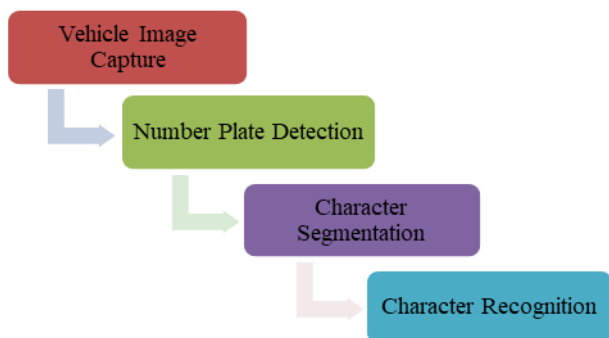 Vehicle Image
Capture
Number Plate Detection
Character
Segmentation
Character Recognition